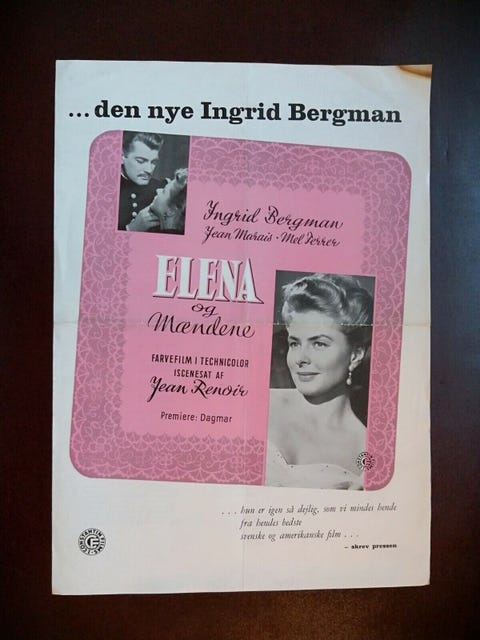 ...den nye Ingrid Bergman
Ingrid Bergman
Jean Marais · Mel Ferrer
ELENA
og
Mændene
FARVEFILM I TECHNICOLOR
ISCENESAT AF
Jean Renoir
Premiere: Dagmar
... hun er igen så dejlig, som vi mindes hende
fra hendes bedste
svenske og amerikanske film ...
– skrev pressen
CONSTANTIN FILMS